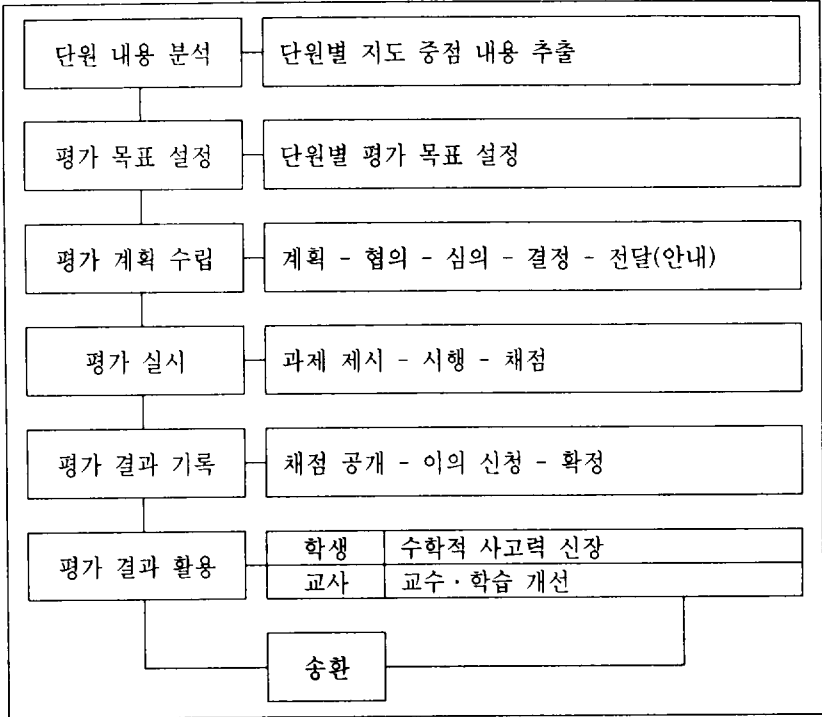 단원 내용 분석
단원별 지도 중점 내용 추출
평가 목표 설정
단원별 평가 목표 설정
평가 계획 수립
계획 - 협의 - 심의 - 결정 - 전달(안내)
평가 실시
과제 제시 - 시행 - 채점
평가 결과 기록
채점 공개 - 이의 신청 - 확정
평가 결과 활용
학생 수학적 사고력 신장
교사 교수·학습 개선
송환